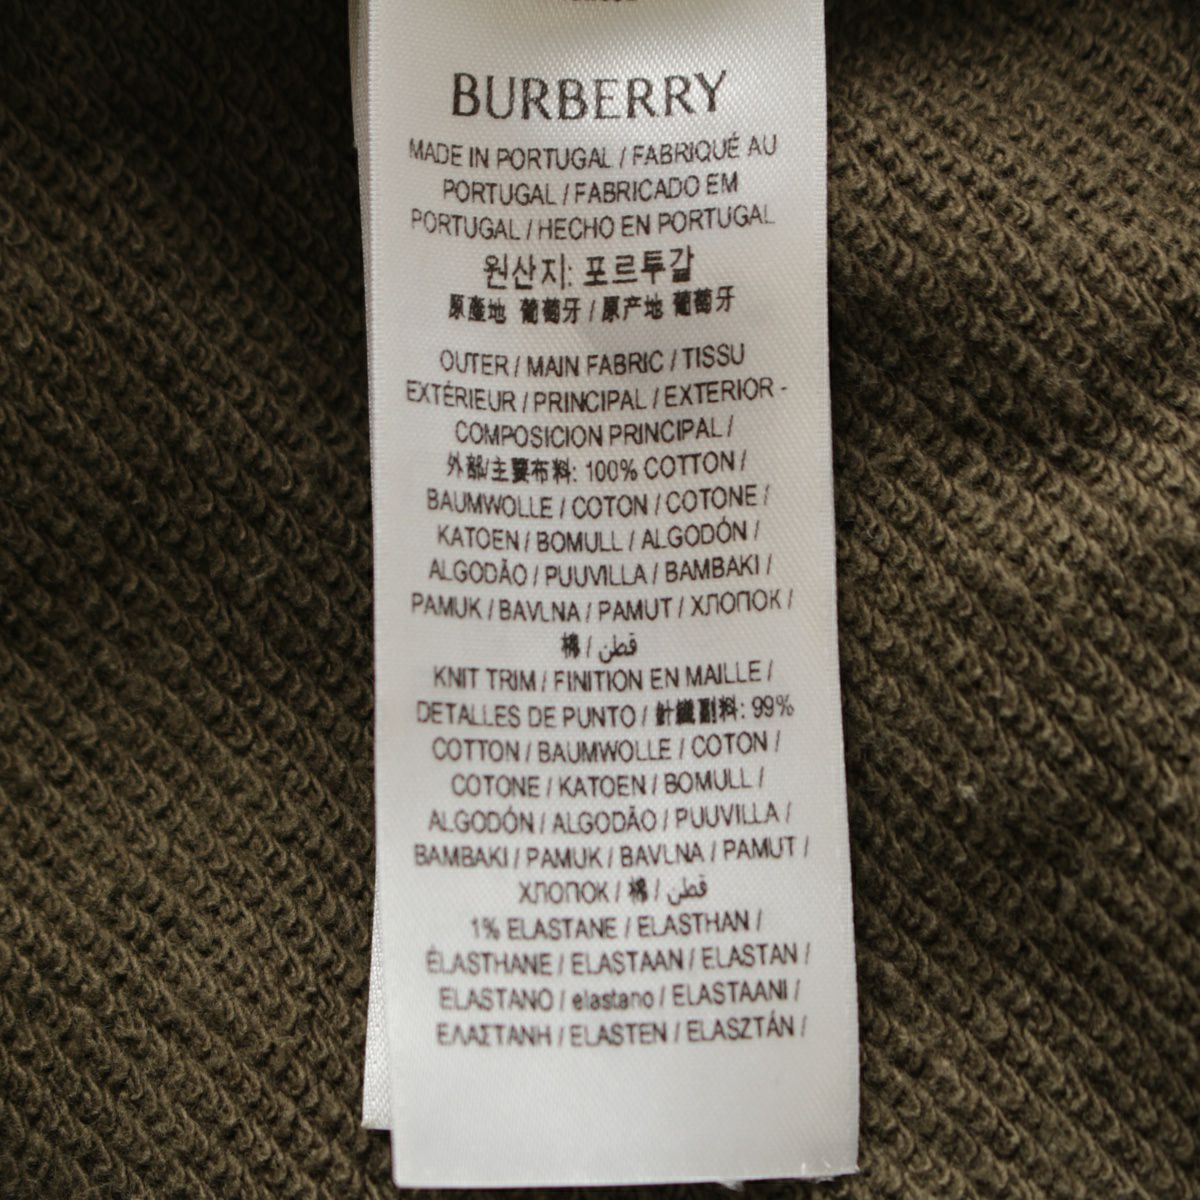 BURBERRY
MADE IN PORTUGAL / FABRIQUÉ AU
PORTUGAL / FABRICADO EM
PORTUGAL / HECHO EN PORTUGAL
원산지: 포르투갈
原產地 葡萄牙 / 原产地 葡萄牙
OUTER / MAIN FABRIC / TISSU
EXTÉRIEUR / PRINCIPAL / EXTERIOR -
COMPOSICION PRINCIPAL /
外部/主要布料: 100% COTTON /
BAUMWOLLE / COTON / COTONE /
KATOEN / BOMULL / ALGODÓN /
ALGODÃO / PUUVILLA / BAMBAKI /
PAMUK / BAVLNA / PAMUT / ХЛОПОК /
棉 / قطن
KNIT TRIM / FINITION EN MAILLE /
DETALLES DE PUNTO / 針織副料: 99%
COTTON / BAUMWOLLE / COTON /
COTONE / KATOEN / BOMULL /
ALGODÓN / ALGODÃO / PUUVILLA /
BAMBAKI / PAMUK / BAVLNA / PAMUT /
ХЛОПОК / 棉 / قطن
1% ELASTANE / ELASTHAN /
ÉLASTHANE / ELASTAAN / ELASTAN /
ELASTANO / elastano / ELASTAANI /
ΕΛΑΣΤΑΝΗ / ELASTEN / ELASZTÁN /